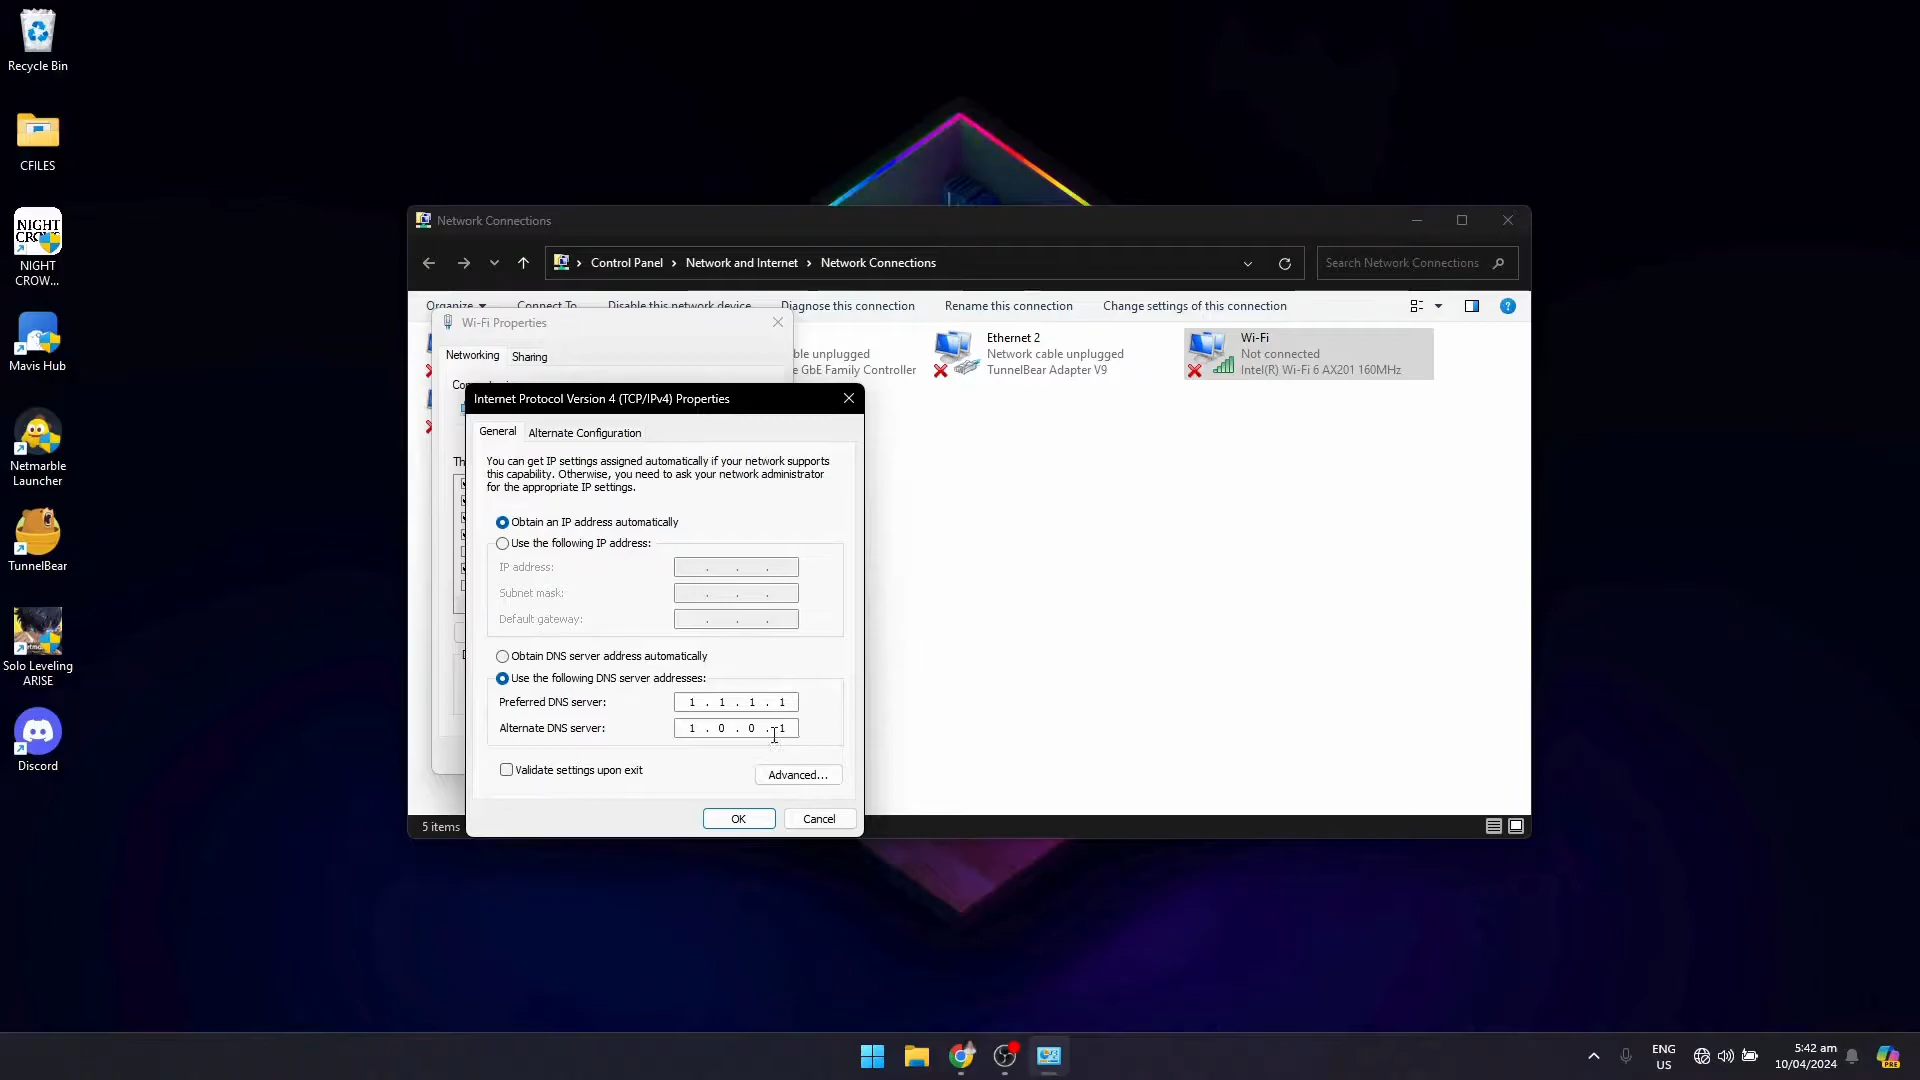 Recycle Bin
CFILES
NIGHT
CROW...
Mavis Hub
Netmarble
Launcher
TunnelBear
Solo Leveling
ARISE
Discord
Network Connections
Control Panel > Network and Internet > Network Connections
Search Network Connections
Organize Connect To Disable this network device Diagnose this connection Rename this connection Change settings of this connection
Wi-Fi Properties
Networking Sharing
ble unplugged
e GbE Family Controller
Ethernet 2
Network cable unplugged
TunnelBear Adapter V9
Wi-Fi
Not connected
Intel(R) Wi-Fi 6 AX201 160MHz
Co
Th
Internet Protocol Version 4 (TCP/IPv4) Properties
General Alternate Configuration
You can get IP settings assigned automatically if your network supports
this capability. Otherwise, you need to ask your network administrator
for the appropriate IP settings.
Obtain an IP address automatically
Use the following IP address:
IP address: . . .
Subnet mask: . . .
Default gateway: . . .
Obtain DNS server address automatically
Use the following DNS server addresses:
Preferred DNS server: 1 . 1 . 1 . 1
Alternate DNS server: 1 . 0 . 0 . 1
Validate settings upon exit
Advanced...
OK Cancel
5 items
ENG
US
5:42 am
10/04/2024
PRE